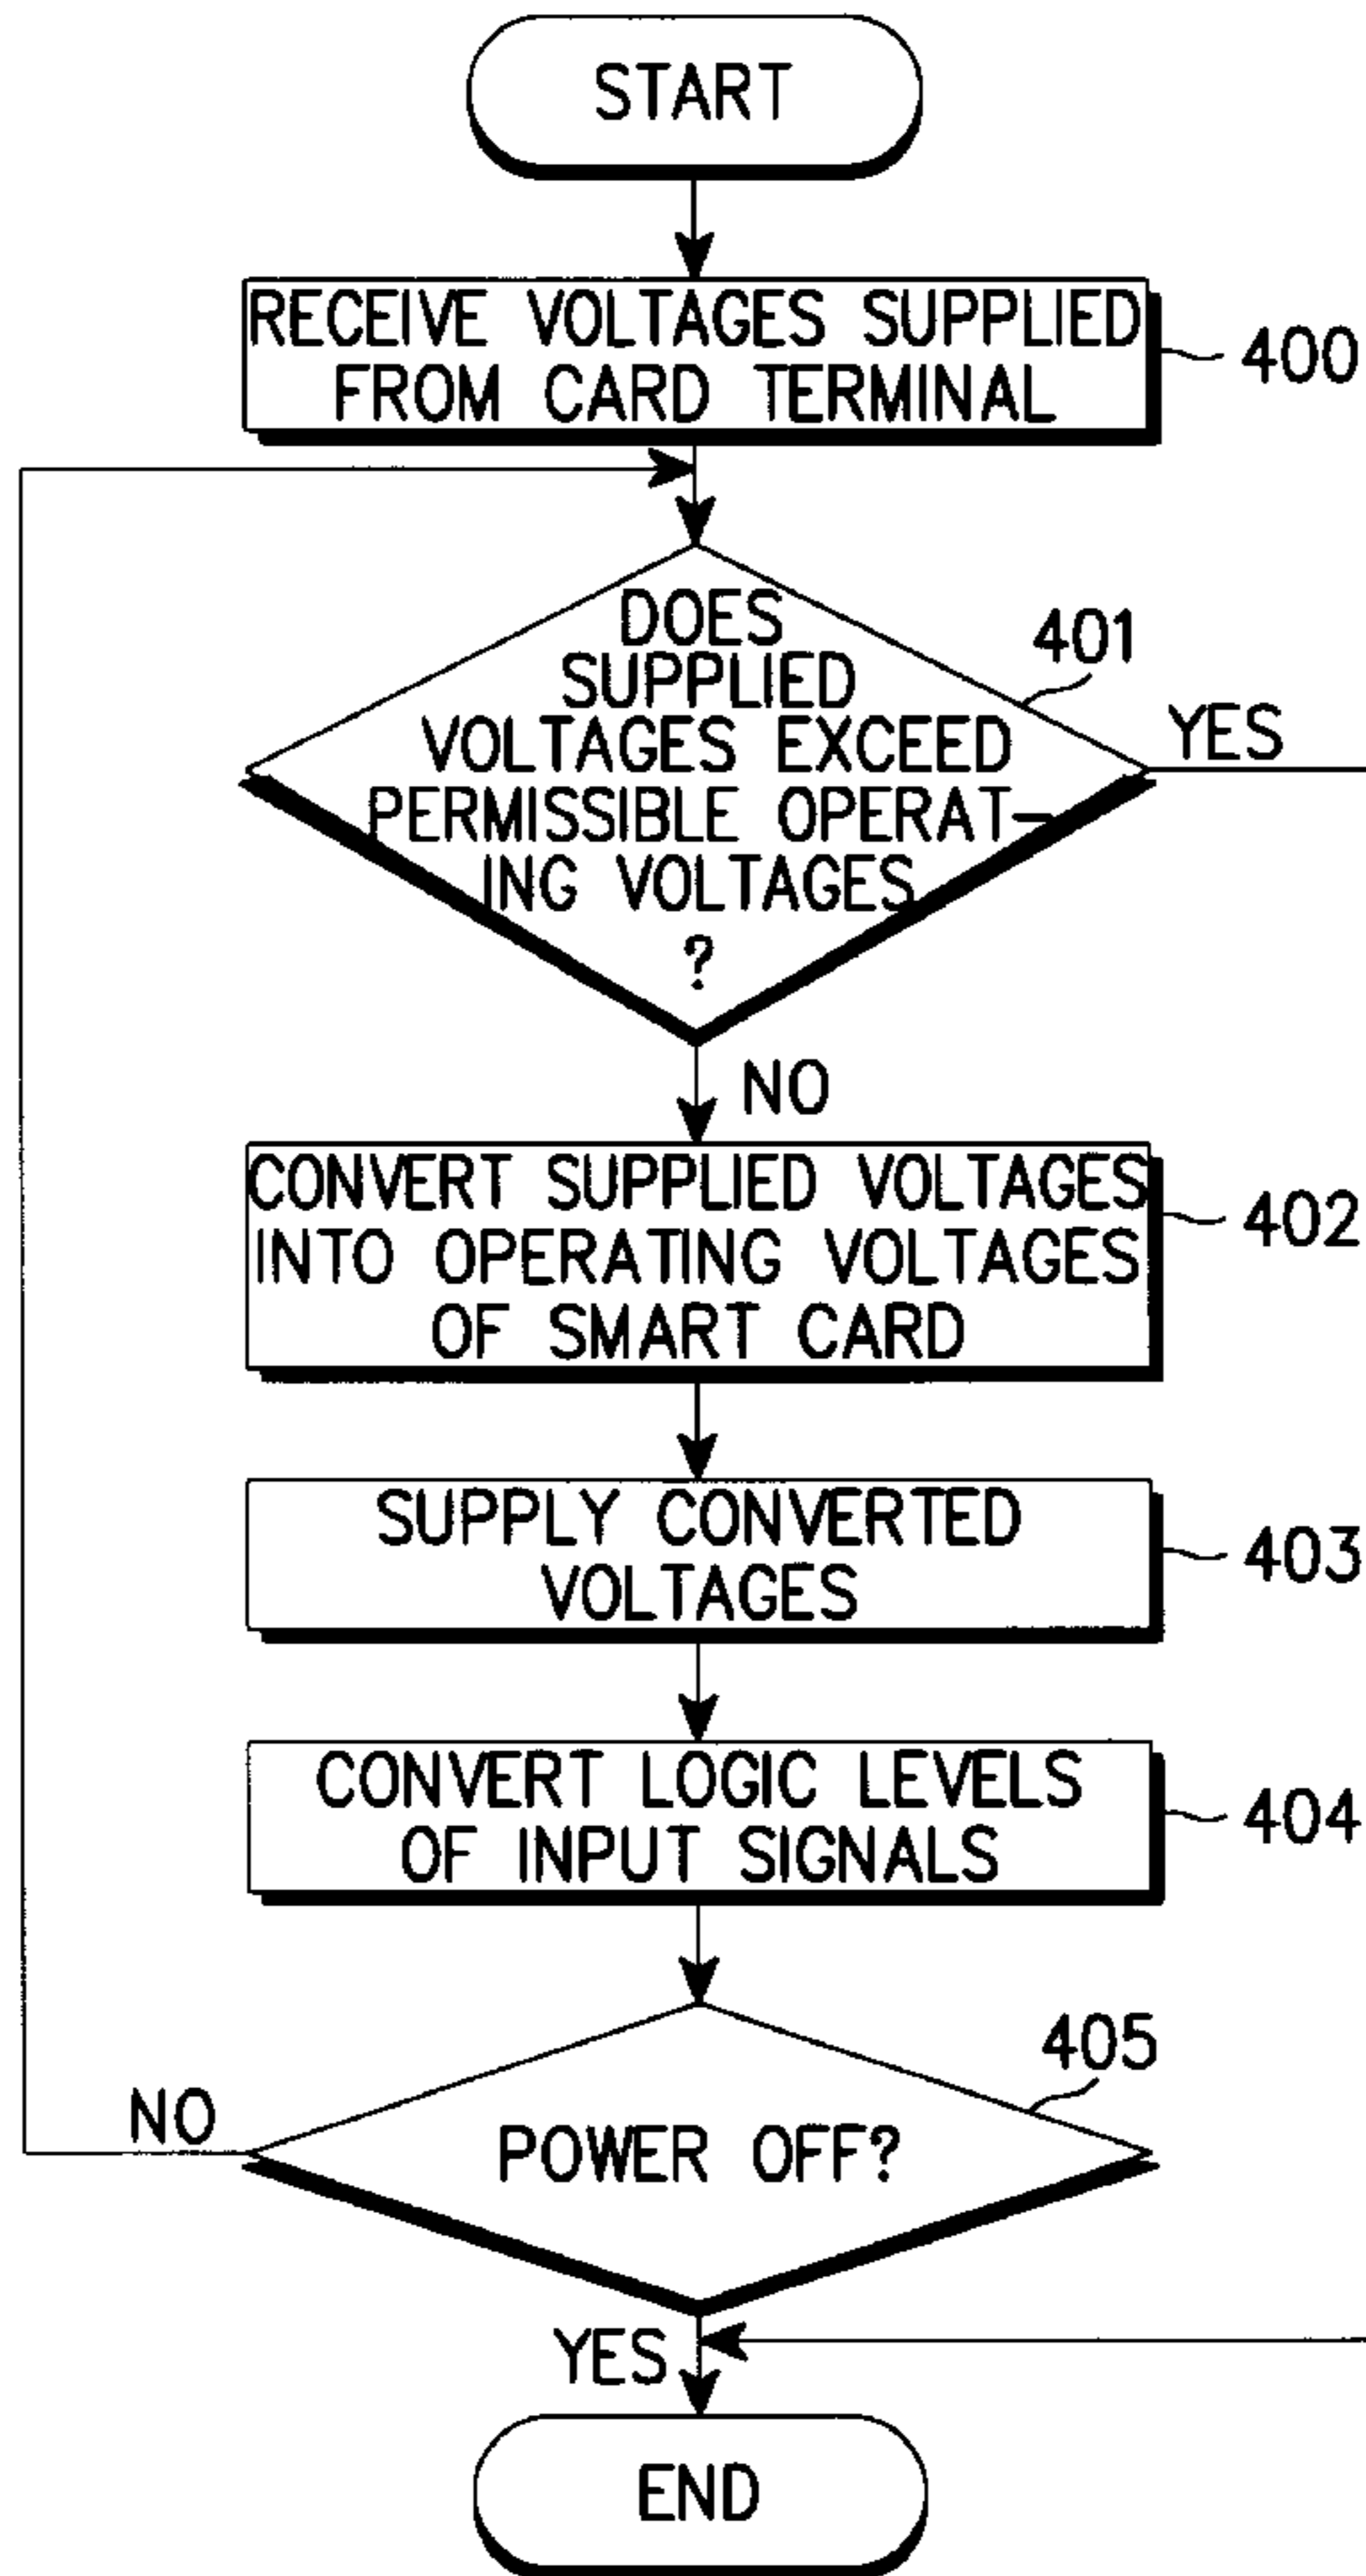 START
RECEIVE VOLTAGES SUPPLIED
FROM CARD TERMINAL
400
DOES
SUPPLIED
VOLTAGES EXCEED
PERMISSIBLE OPERAT-
ING VOLTAGES
?
401
YES
NO
CONVERT SUPPLIED VOLTAGES
INTO OPERATING VOLTAGES
OF SMART CARD
402
SUPPLY CONVERTED
VOLTAGES
403
CONVERT LOGIC LEVELS
OF INPUT SIGNALS
404
405
NO
POWER OFF?
YES
END